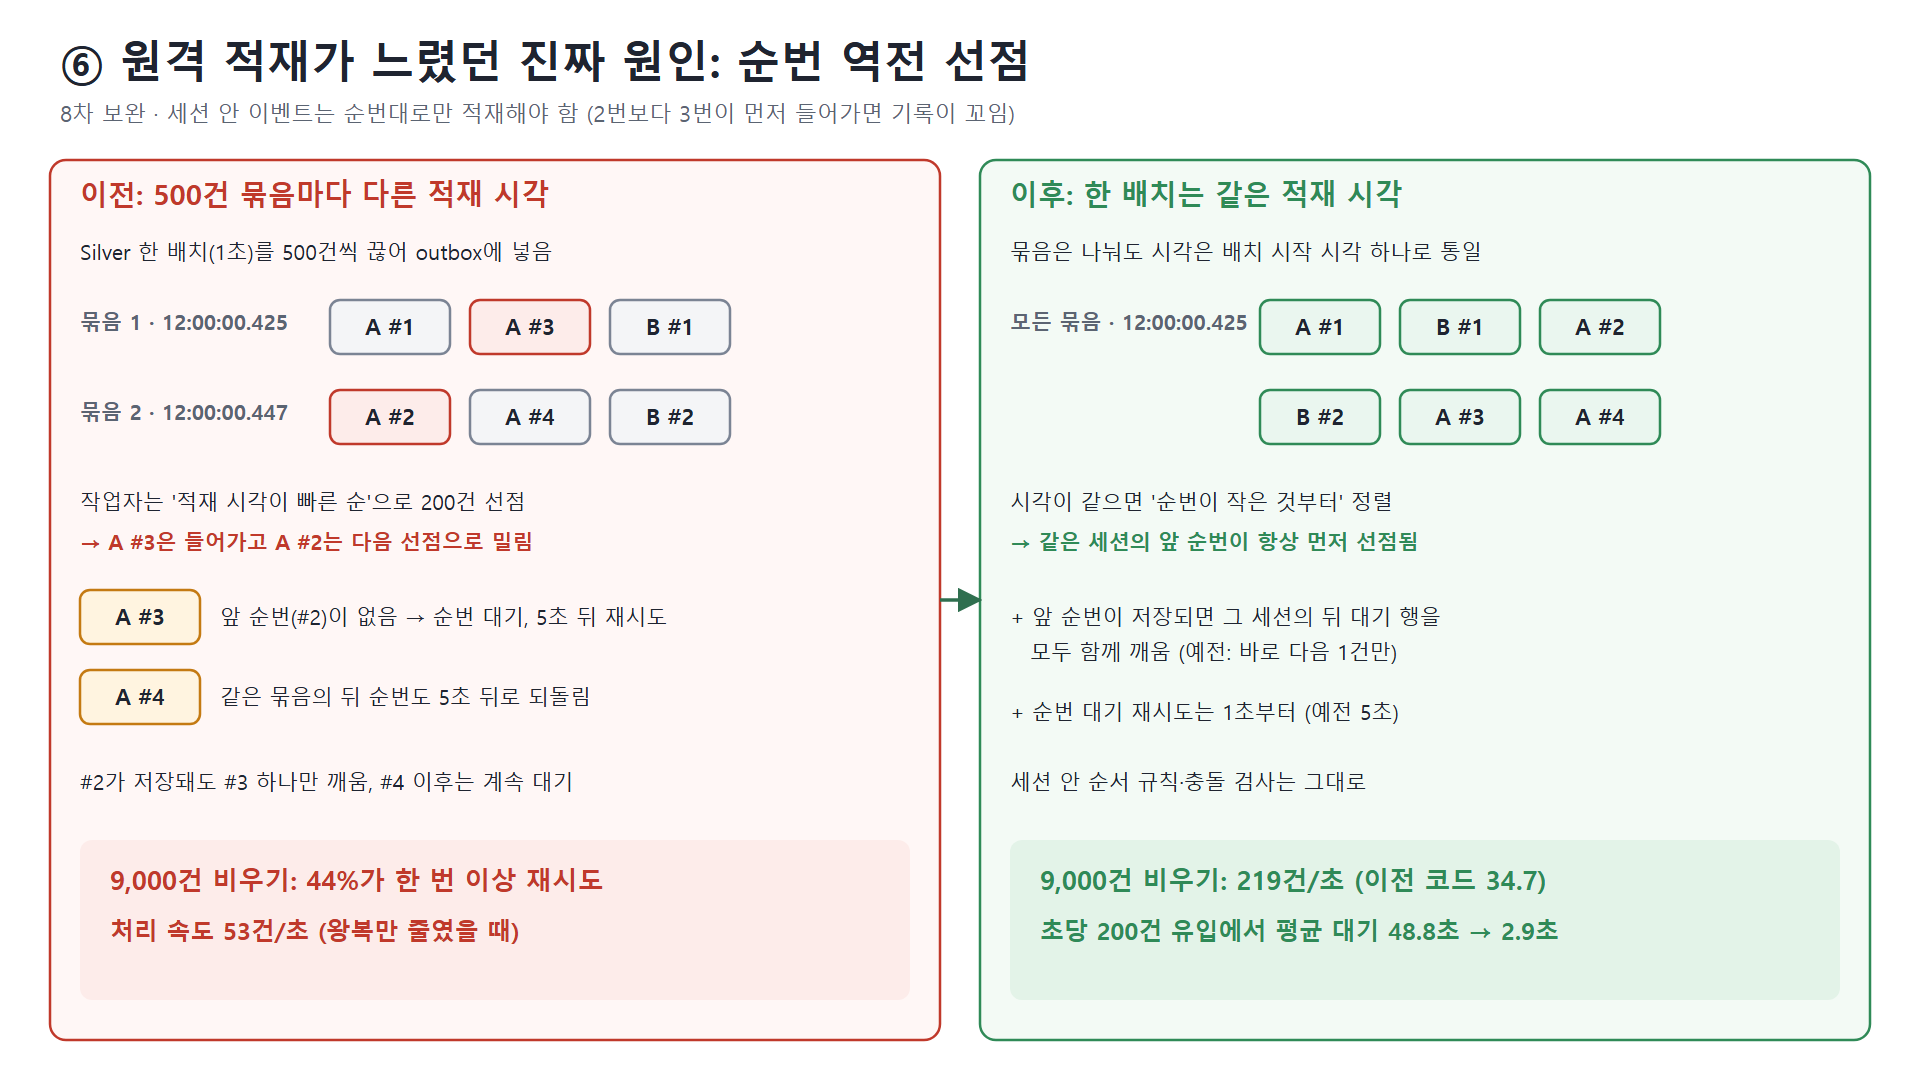 ⑥ 원격 적재가 느렸던 진짜 원인: 순번 역전 선점
8차 보완 · 세션 안 이벤트는 순번대로만 적재해야 함 (2번보다 3번이 먼저 들어가면 기록이 꼬임)
이전: 500건 묶음마다 다른 적재 시각
Silver 한 배치(1초)를 500건씩 끊어 outbox에 넣음
묶음 1 · 12:00:00.425
A #1
A #3
B #1
묶음 2 · 12:00:00.447
A #2
A #4
B #2
작업자는 '적재 시각이 빠른 순'으로 200건 선점
→ A #3은 들어가고 A #2는 다음 선점으로 밀림
A #3
앞 순번(#2)이 없음 → 순번 대기, 5초 뒤 재시도
A #4
같은 묶음의 뒤 순번도 5초 뒤로 되돌림
#2가 저장돼도 #3 하나만 깨움, #4 이후는 계속 대기
9,000건 비우기: 44%가 한 번 이상 재시도
처리 속도 53건/초 (왕복만 줄였을 때)
이후: 한 배치는 같은 적재 시각
묶음은 나눠도 시각은 배치 시작 시각 하나로 통일
모든 묶음 · 12:00:00.425
A #1
B #1
A #2
B #2
A #3
A #4
시각이 같으면 '순번이 작은 것부터' 정렬
→ 같은 세션의 앞 순번이 항상 먼저 선점됨
+ 앞 순번이 저장되면 그 세션의 뒤 대기 행을
모두 함께 깨움 (예전: 바로 다음 1건만)
+ 순번 대기 재시도는 1초부터 (예전 5초)
세션 안 순서 규칙·충돌 검사는 그대로
9,000건 비우기: 219건/초 (이전 코드 34.7)
초당 200건 유입에서 평균 대기 48.8초 → 2.9초